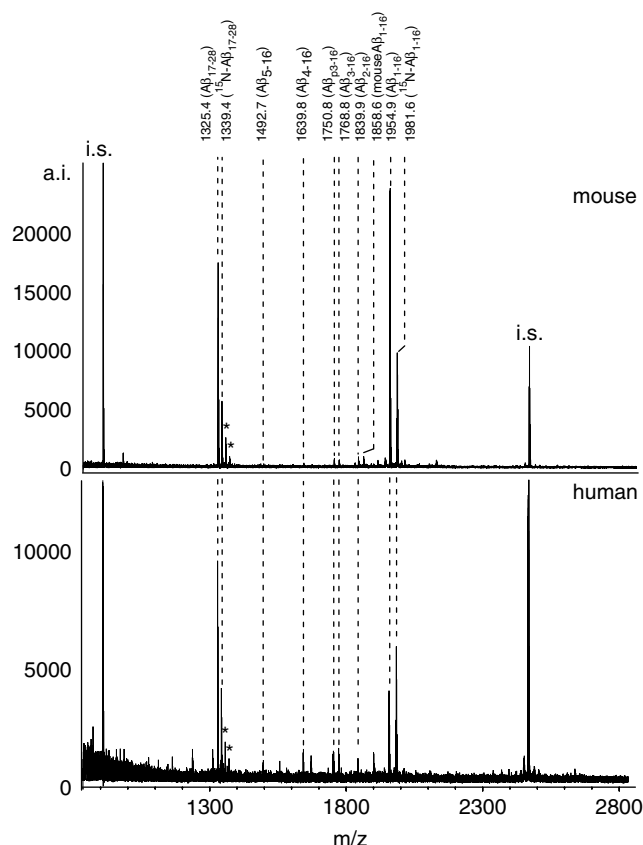 1325.4 (Aβ17-28)
1339.4 (15N-Aβ17-28)
1492.7 (Aβ5-16)
1639.8 (Aβ4-16)
1750.8 (Aβp3-16)
1768.8 (Aβ3-16)
1839.9 (Aβ2-16)
1858.6 (mouseAβ1-16)
1954.9 (Aβ1-16)
1981.6 (15N-Aβ1-16)
i.s.
a.i.
mouse
20000
15000
10000
i.s.
5000
*
*
0
human
10000
5000
*
*
0
1300 1800 2300 2800
m/z